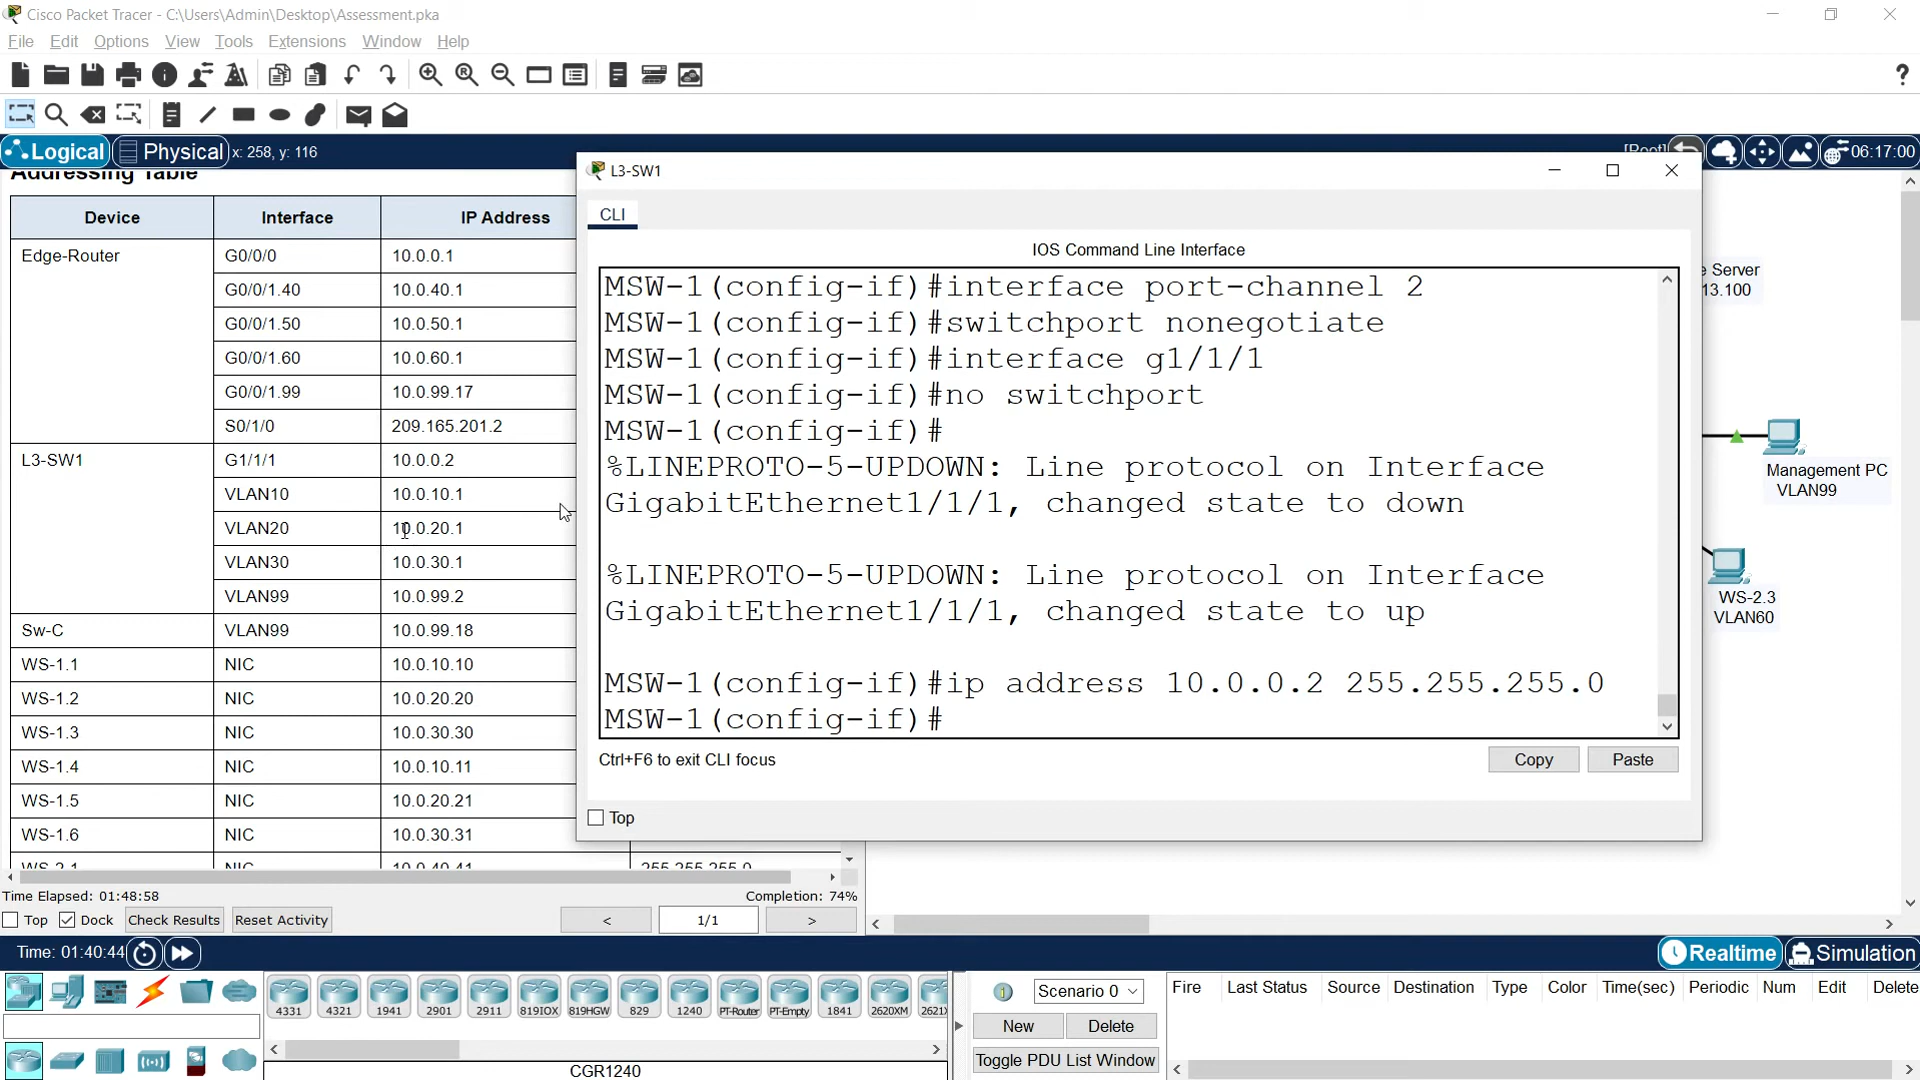 Cisco Packet Tracer - C:\Users\Admin\Desktop\Assessment.pka
File Edit Options View Tools Extensions Window Help
Logical Physical x: 258, y: 116
[Root] 06:17:00
Addressing Table
Device Interface IP Address
Edge-Router G0/0/0 10.0.0.1
G0/0/1.40 10.0.40.1
G0/0/1.50 10.0.50.1
G0/0/1.60 10.0.60.1
G0/0/1.99 10.0.99.17
S0/1/0 209.165.201.2
L3-SW1 G1/1/1 10.0.0.2
VLAN10 10.0.10.1
VLAN20 10.0.20.1
VLAN30 10.0.30.1
VLAN99 10.0.99.2
Sw-C VLAN99 10.0.99.18
WS-1.1 NIC 10.0.10.10
WS-1.2 NIC 10.0.20.20
WS-1.3 NIC 10.0.30.30
WS-1.4 NIC 10.0.10.11
WS-1.5 NIC 10.0.20.21
WS-1.6 NIC 10.0.30.31
WS-2.1 NIC 10.0.40.41 255.255.255.0
L3-SW1
CLI
IOS Command Line Interface
MSW-1(config-if)#interface port-channel 2
MSW-1(config-if)#switchport nonegotiate
MSW-1(config-if)#interface g1/1/1
MSW-1(config-if)#no switchport
MSW-1(config-if)#
%LINEPROTO-5-UPDOWN: Line protocol on Interface
GigabitEthernet1/1/1, changed state to down
%LINEPROTO-5-UPDOWN: Line protocol on Interface
GigabitEthernet1/1/1, changed state to up
MSW-1(config-if)#ip address 10.0.0.2 255.255.255.0
MSW-1(config-if)#
Ctrl+F6 to exit CLI focus
Copy Paste
Top
Server
13.100
Management PC
VLAN99
WS-2.3
VLAN60
Time Elapsed: 01:48:58 Completion: 74%
Top Dock Check Results Reset Activity < 1/1 >
Time: 01:40:44
Realtime Simulation
4331 4321 1941 2901 2911 819IOX 819HGW 829 1240 PT-Router PT-Empty 1841 2620XM 2621X
CGR1240
Scenario 0
New Delete
Toggle PDU List Window
Fire Last Status Source Destination Type Color Time(sec) Periodic Num Edit Delete